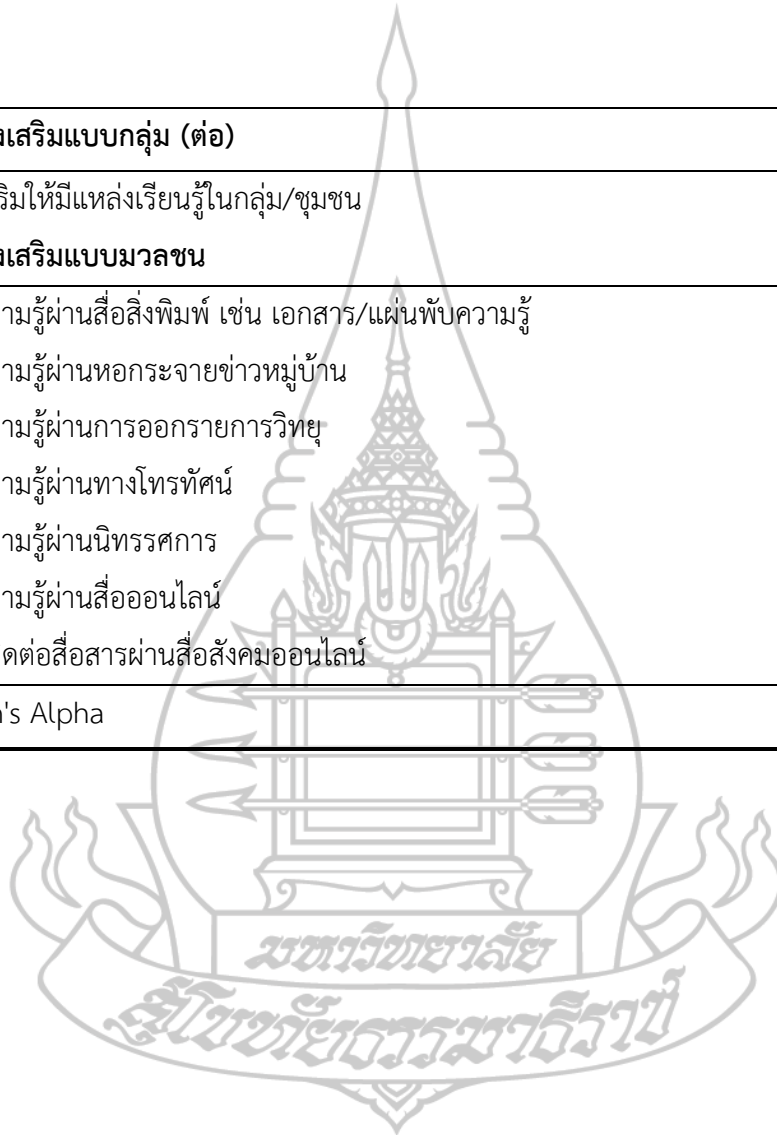 งเสริมแบบกลุ่ม (ต่อ)
ริมให้มีแหล่งเรียนรู้ในกลุ่ม/ชุมชน
งเสริมแบบมวลชน
ามรู้ผ่านสื่อสิ่งพิมพ์ เช่น เอกสาร/แผ่นพับความรู้
ามรู้ผ่านหอกระจายข่าวหมู่บ้าน
ามรู้ผ่านการออกรายการวิทยุ
ามรู้ผ่านทางโทรทัศน์
ามรู้ผ่านนิทรรศการ
ามรู้ผ่านสื่อออนไลน์
ดต่อสื่อสารผ่านสื่อสังคมออนไลน์
's Alpha
มหาวิทยาลัย
สุโขทัยธรรมาธิราช